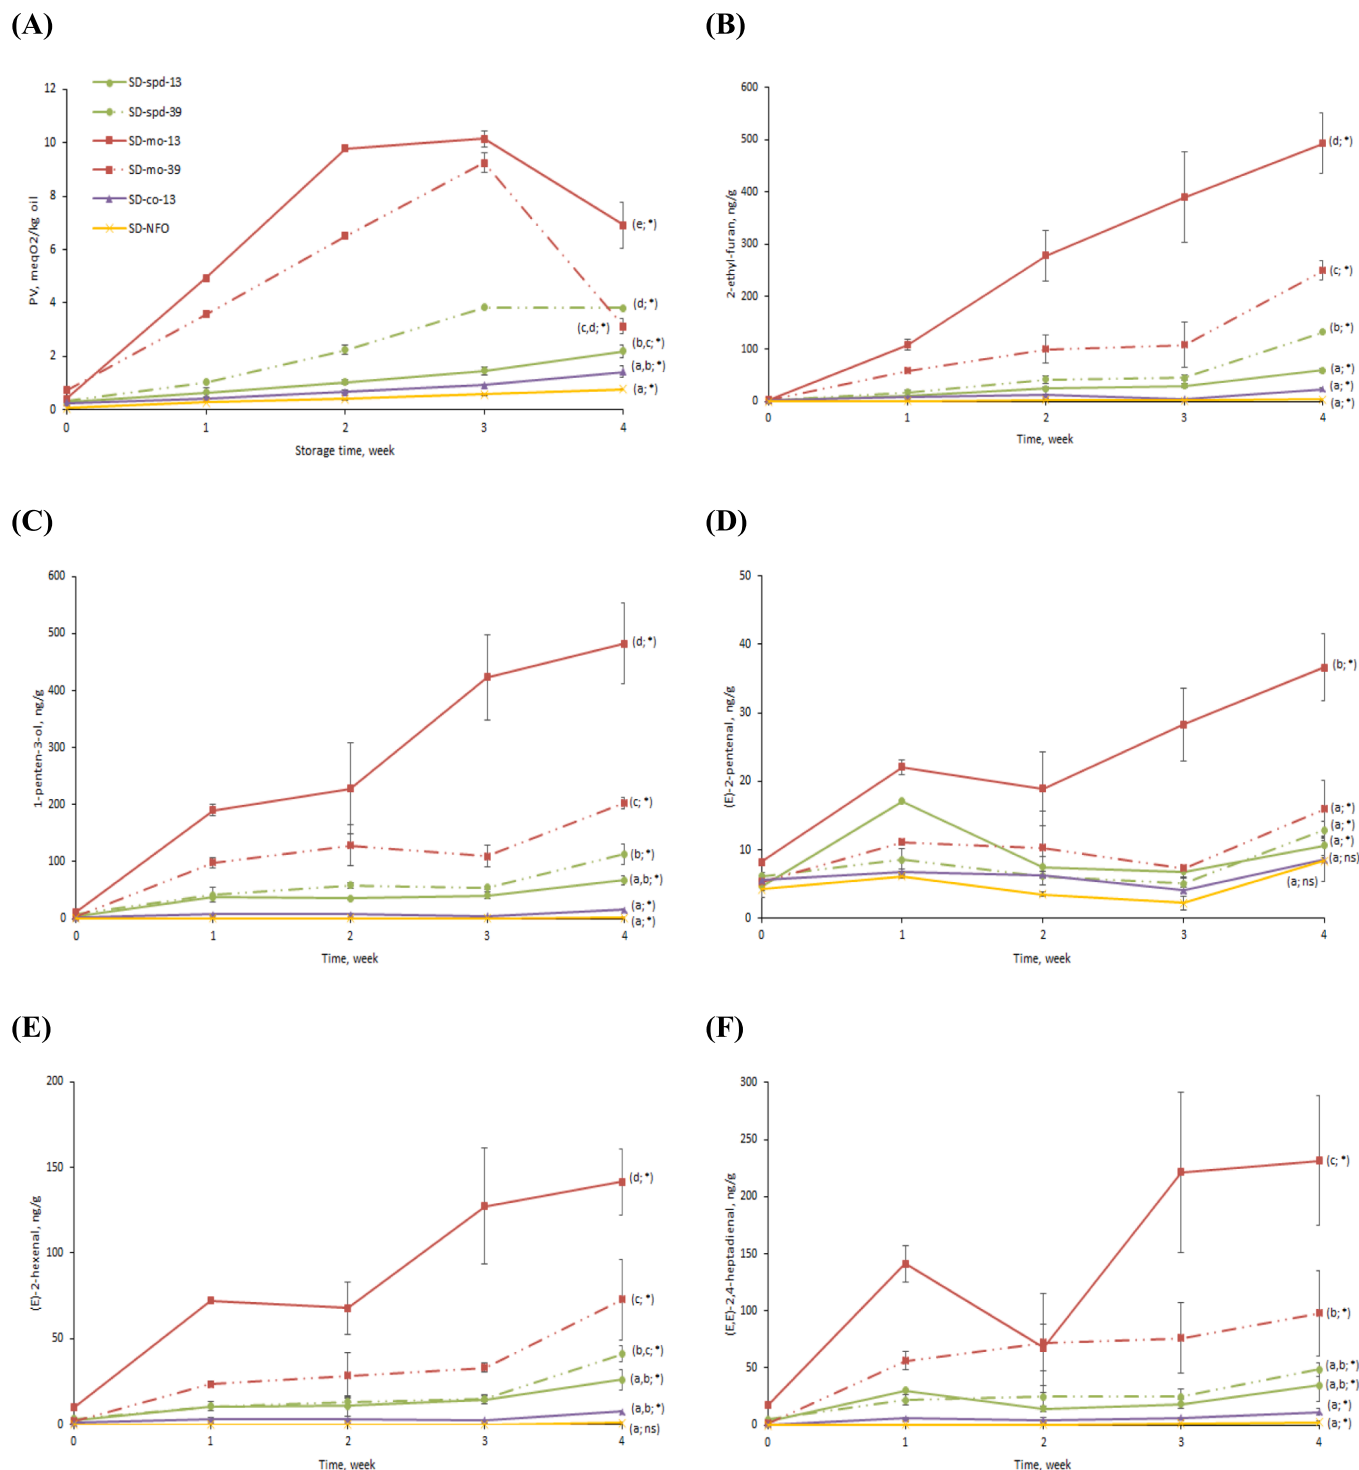 (A)
SD-spd-13
SD-spd-39
SD-mo-13
SD-mo-39
SD-co-13
SD-NFO
PV, meqO2/kg oil
12
10
8
6
4
2
0
0 1 2 3 4
Storage time, week
(e; *)
(d; *)
(c,d; *)
(b,c; *)
(a,b; *)
(a; *)
(B)
2-ethyl-furan, ng/g
600
500
400
300
200
100
0
0 1 2 3 4
Time, week
(d; *)
(c; *)
(b; *)
(a; *)
(a; *)
(a; *)
(C)
1-penten-3-ol, ng/g
600
500
400
300
200
100
0
0 1 2 3 4
Time, week
(d; *)
(c; *)
(b; *)
(a,b; *)
(a; *)
(a; *)
(D)
(E)-2-pentenal, ng/g
50
40
30
20
10
0
0 1 2 3 4
Time, week
(b; *)
(a; *)
(a; *)
(a; *)
(a; ns)
(a; ns)
(E)
(E)-2-hexenal, ng/g
200
150
100
50
0
0 1 2 3 4
Time, week
(d; *)
(c; *)
(b,c; *)
(a,b; *)
(a,b; *)
(a; ns)
(F)
(E,E)-2,4-heptadienal, ng/g
300
250
200
150
100
50
0
0 1 2 3 4
Time, week
(c; *)
(b; *)
(a,b; *)
(a,b; *)
(a; *)
(a; *)